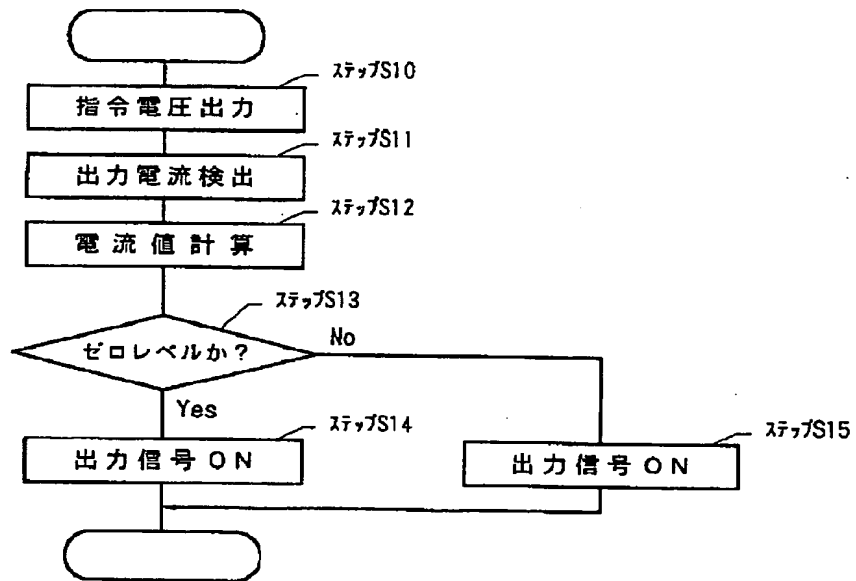 ステップS10
指令電圧出力
ステップS11
出力電流検出
ステップS12
電流値計算
ステップS13
ゼロレベルか?
No
Yes
ステップS14
出力信号ON
ステップS15
出力信号ON